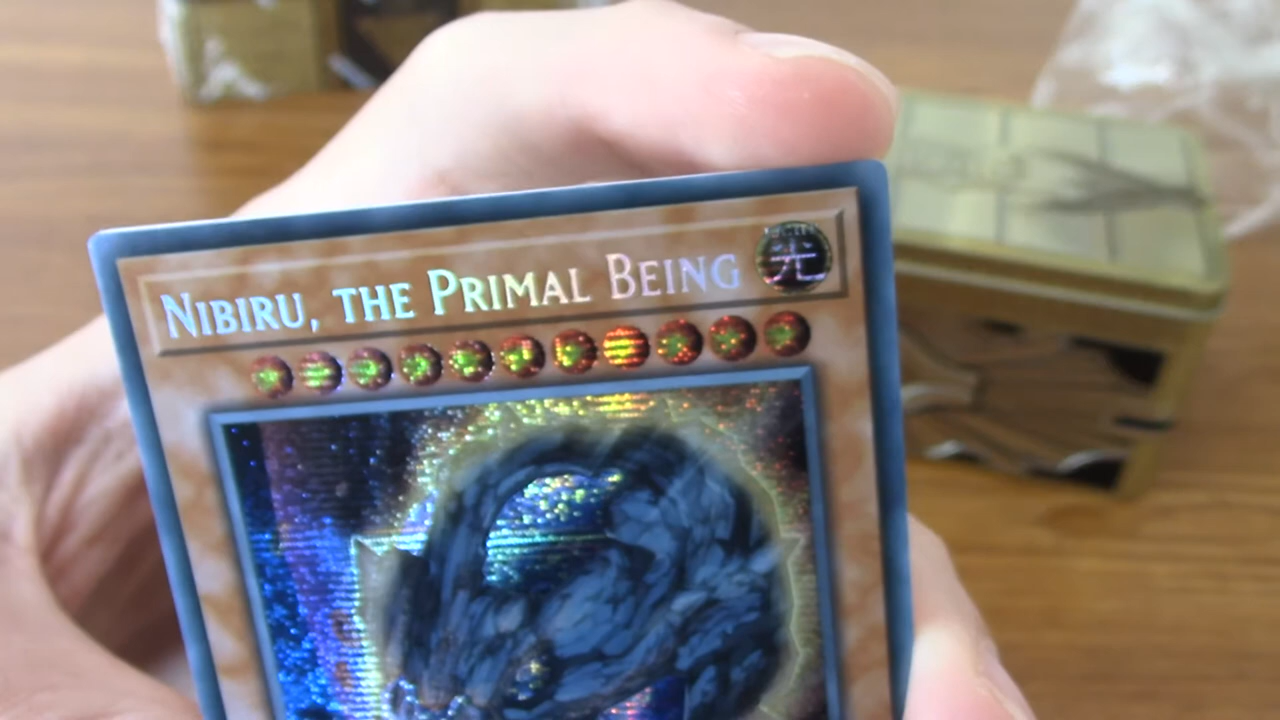 NIBIRU, THE PRIMAL BEING
光